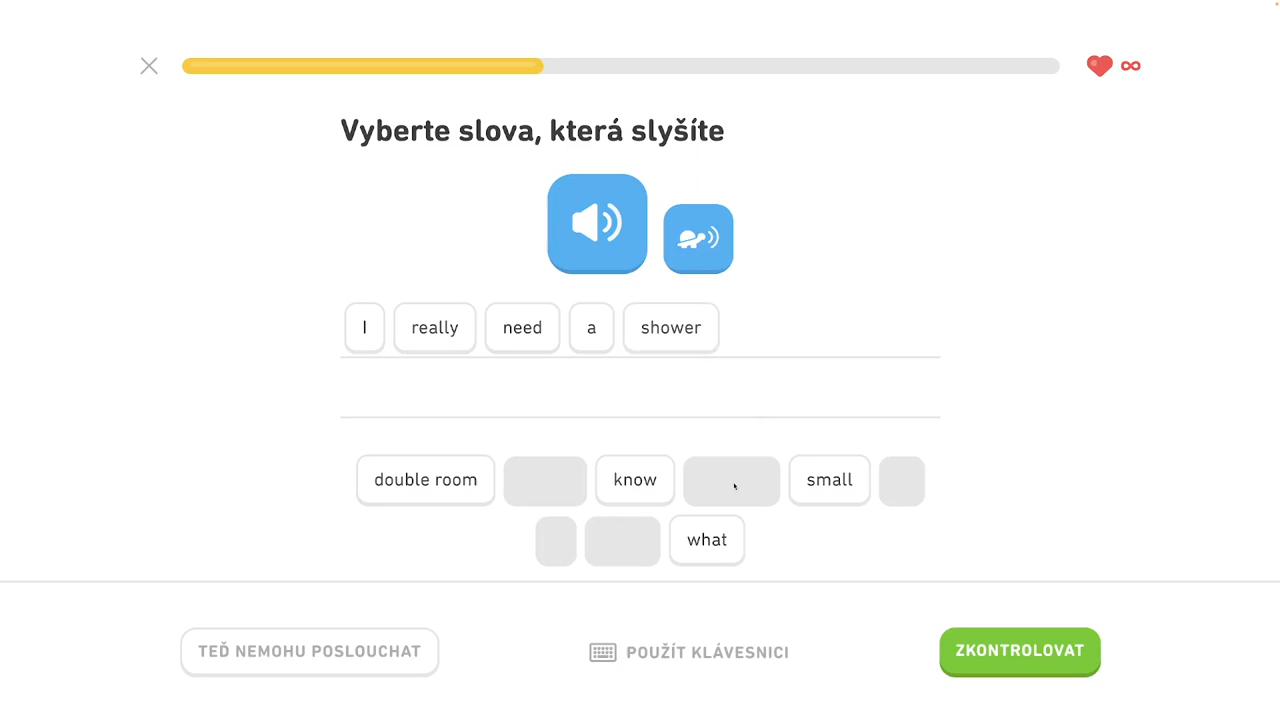 Vyberte slova, která slyšíte
I really need a shower
double room know small
what
TEĎ NEMOHU POSLOUCHAT POUŽÍT KLÁVESNICI ZKONTROLOVAT